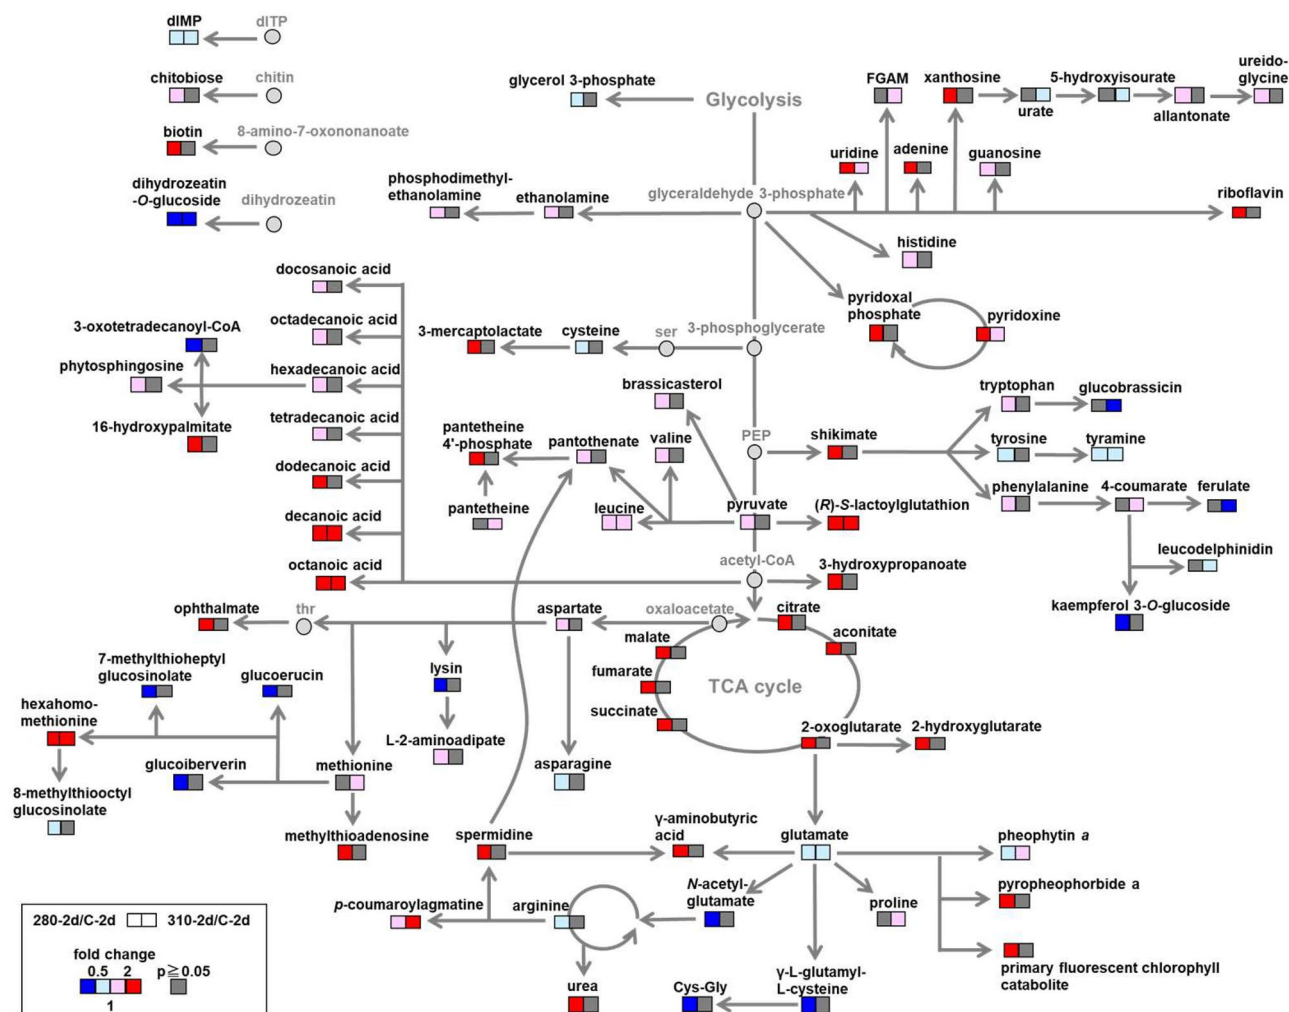 dIMP
dITP
chitobiose
chitin
biotin
8-amino-7-oxononanoate
dihydrozeatin
-O-glucoside
dihydrozeatin
glycerol 3-phosphate
Glycolysis
FGAM
xanthosine
urate
5-hydroxyisourate
allantonate
ureido-
glycine
uridine
adenine
guanosine
riboflavin
phosphodimethyl-
ethanolamine
ethanolamine
glyceraldehyde 3-phosphate
histidine
pyridoxal
phosphate
pyridoxine
docosanoic acid
octadecanoic acid
3-oxotetradecanoyl-CoA
phytosphingosine
hexadecanoic acid
16-hydroxypalmitate
tetradecanoic acid
dodecanoic acid
decanoic acid
octanoic acid
3-mercaptolactate
cysteine
ser
3-phosphoglycerate
brassicasterol
pantetheine
4'-phosphate
pantothenate
valine
pantetheine
leucine
PEP
pyruvate
shikimate
(R)-S-lactoylglutathion
acetyl-CoA
3-hydroxypropanoate
tryptophan
glucobrassicin
tyrosine
tyramine
phenylalanine
4-coumarate
ferulate
leucodelphinidin
kaempferol 3-O-glucoside
ophthalmate
thr
aspartate
oxaloacetate
citrate
malate
aconitate
fumarate
TCA cycle
succinate
2-oxoglutarate
2-hydroxyglutarate
7-methylthioheptyl
glucosinolate
glucoerucin
hexahomo-
methionine
glucoiberverin
8-methylthiooctyl
glucosinolate
lysin
L-2-aminoadipate
methionine
asparagine
methylthioadenosine
spermidine
γ-aminobutyric
acid
glutamate
pheophytin a
pyropheophorbide a
primary fluorescent chlorophyll
catabolite
p-coumaroylagmatine
arginine
N-acetyl-
glutamate
proline
urea
Cys-Gly
γ-L-glutamyl-
L-cysteine
280-2d/C-2d
310-2d/C-2d
fold change
0.5 2 p≧0.05
1